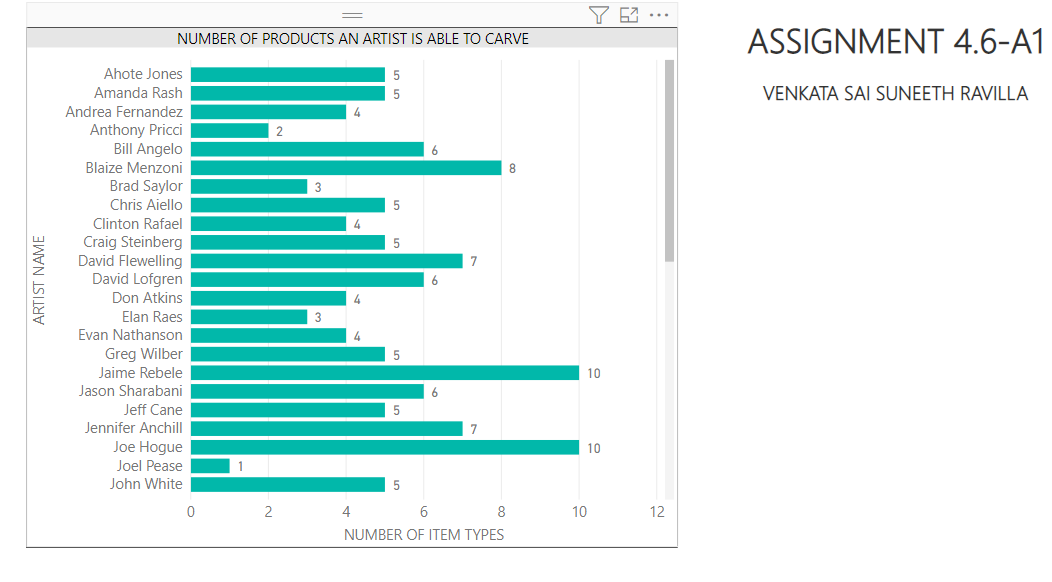 NUMBER OF PRODUCTS AN ARTIST IS ABLE TO CARVE
ASSIGNMENT 4.6-A1
VENKATA SAI SUNEETH RAVILLA
ARTIST NAME
Ahote Jones 5
Amanda Rash 5
Andrea Fernandez 4
Anthony Pricci 2
Bill Angelo 6
Blaize Menzoni 8
Brad Saylor 3
Chris Aiello 5
Clinton Rafael 4
Craig Steinberg 5
David Flewelling 7
David Lofgren 6
Don Atkins 4
Elan Raes 3
Evan Nathanson 4
Greg Wilber 5
Jaime Rebele 10
Jason Sharabani 6
Jeff Cane 5
Jennifer Anchill 7
Joe Hogue 10
Joel Pease 1
John White 5
0 2 4 6 8 10 12
NUMBER OF ITEM TYPES